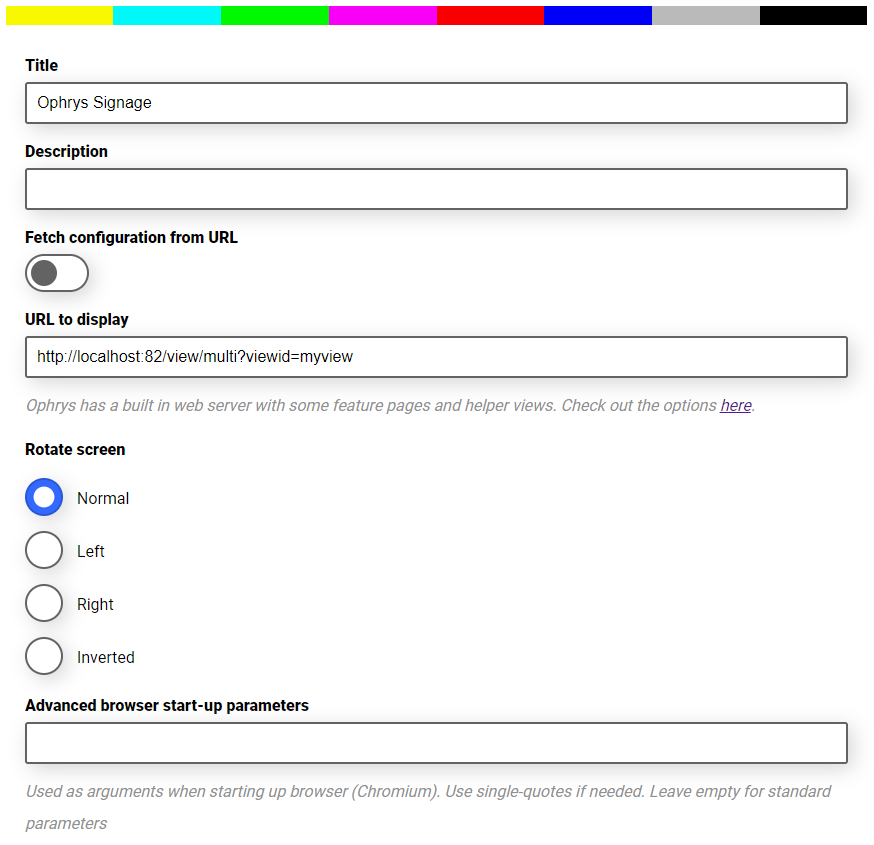 Title
Ophrys Signage
Description
Fetch configuration from URL
URL to display
http://localhost:82/view/multi?viewid=myview
Ophrys has a built in web server with some feature pages and helper views. Check out the options here.
Rotate screen
Normal
Left
Right
Inverted
Advanced browser start-up parameters
Used as arguments when starting up browser (Chromium). Use single-quotes if needed. Leave empty for standard
parameters